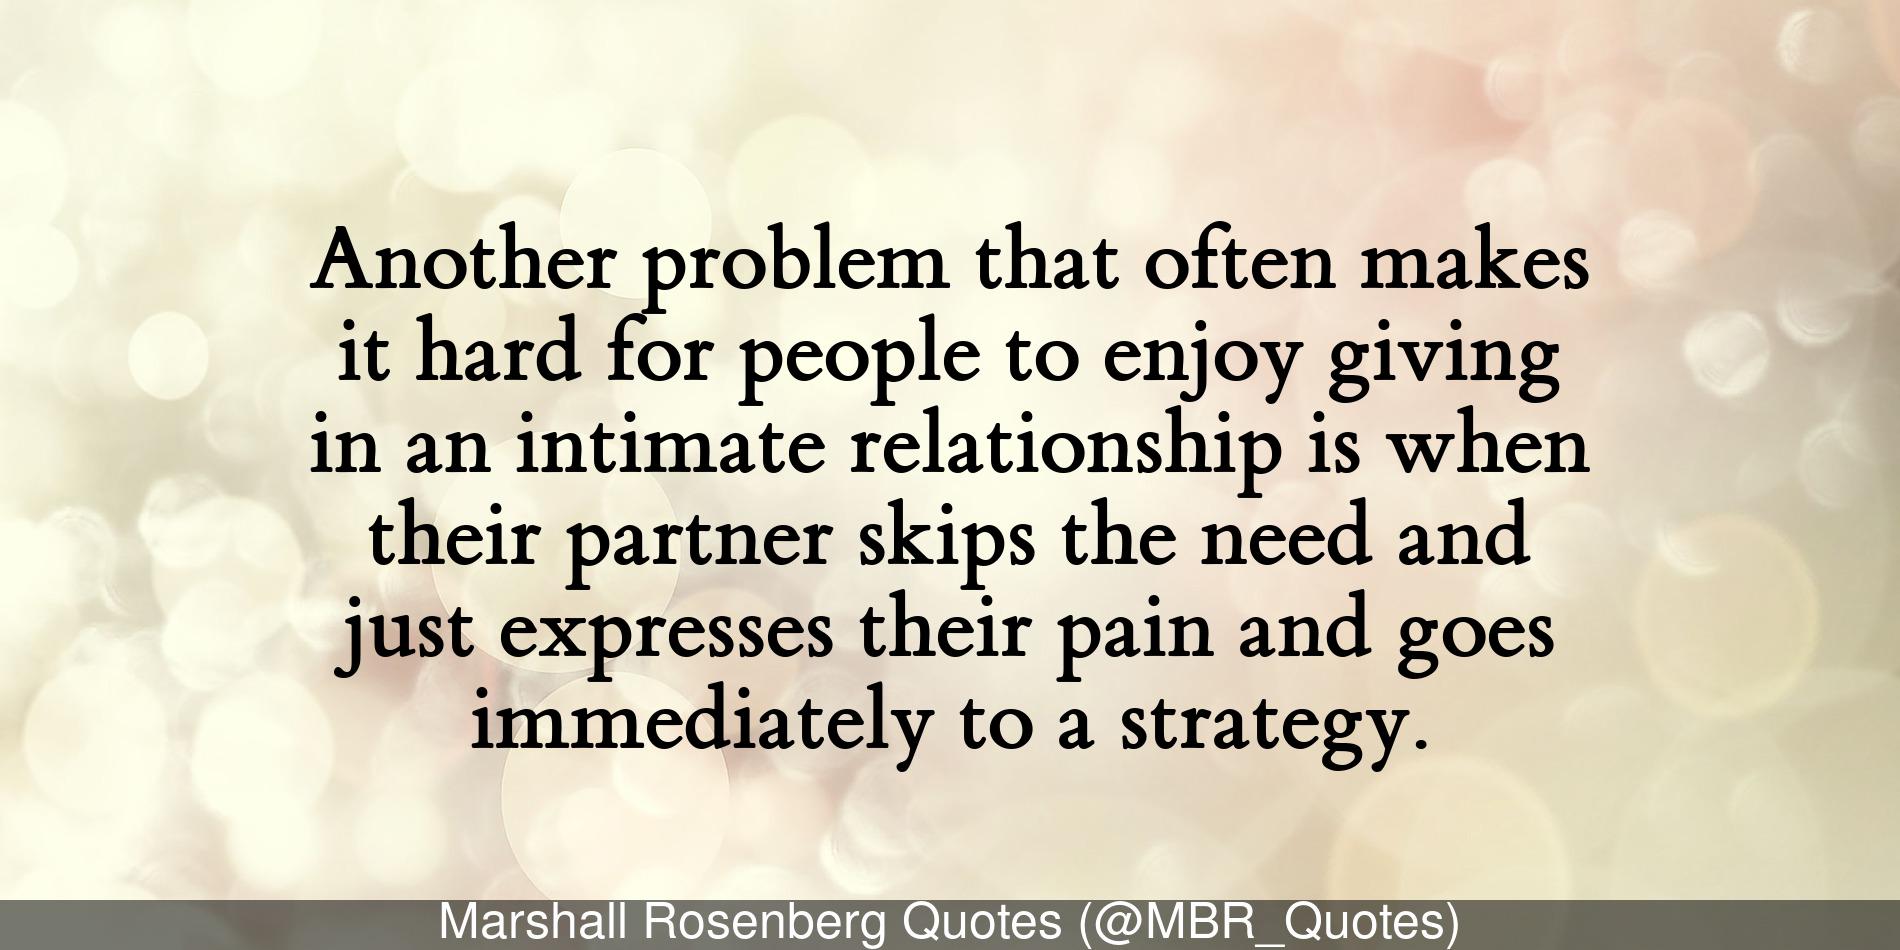 Another problem that often makes
it hard for people to enjoy giving
in an intimate relationship is when
their partner skips the need and
just expresses their pain and goes
immediately to a strategy.
Marshall Rosenberg Quotes (@MBR_Quotes)